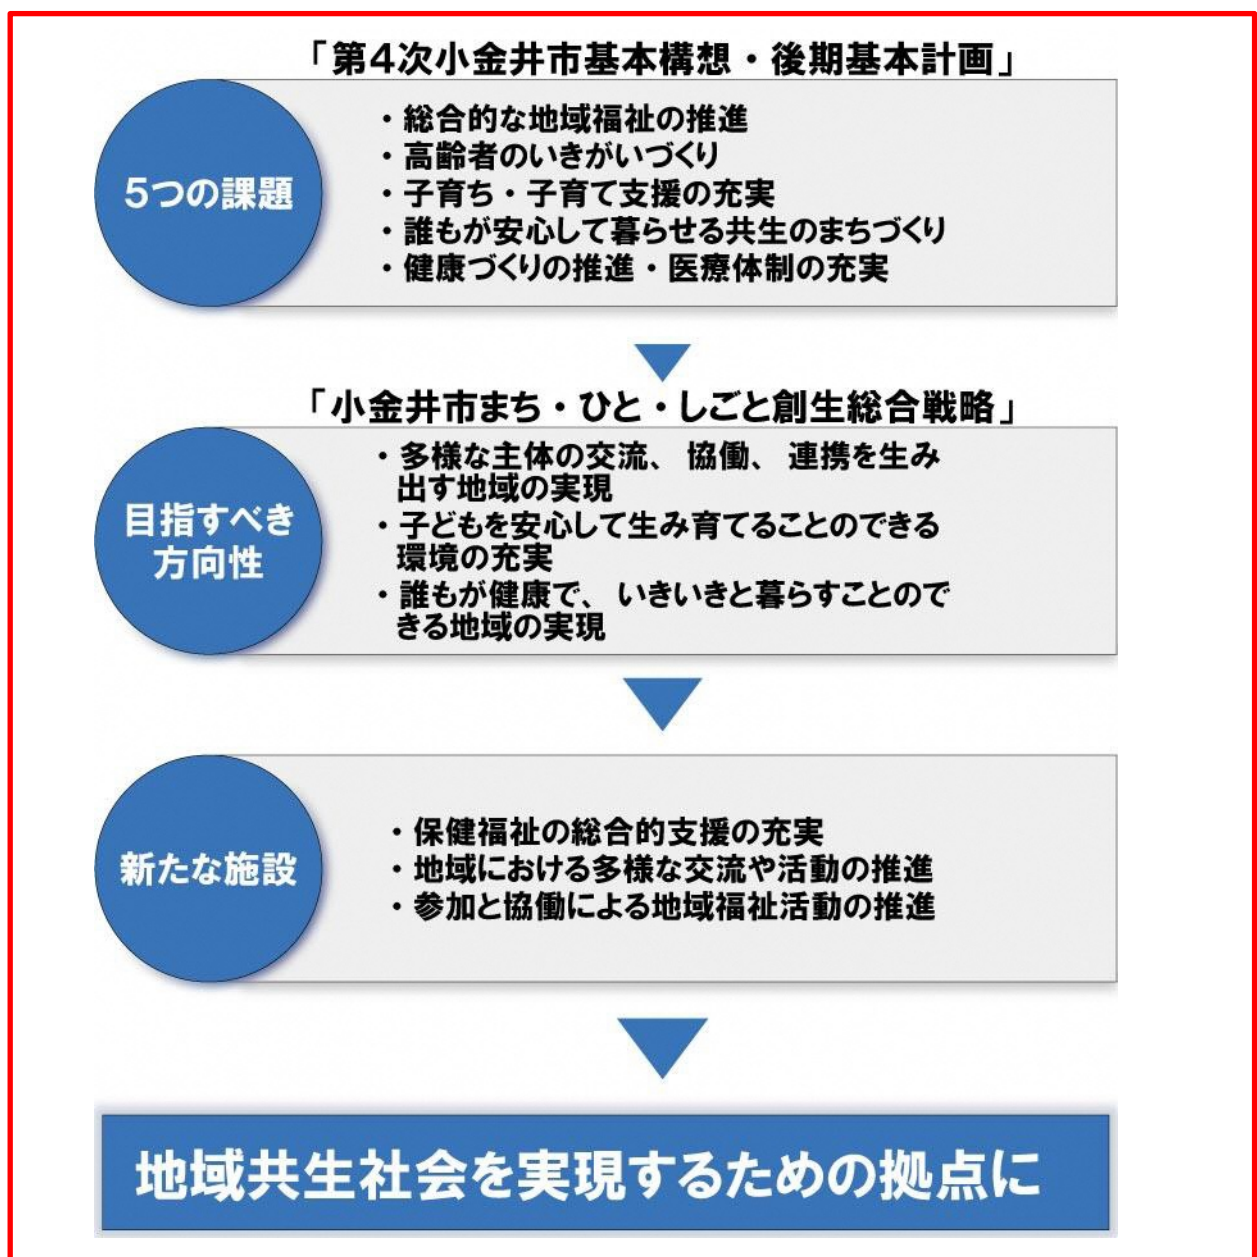 「第4次小金井市基本構想・後期基本計画」
5つの課題
・総合的な地域福祉の推進
・高齢者のいきがいづくり
・子育ち・子育て支援の充実
・誰もが安心して暮らせる共生のまちづくり
・健康づくりの推進・医療体制の充実
「小金井市まち・ひと・しごと創生総合戦略」
目指すべき
方向性
・多様な主体の交流、協働、連携を生み
出す地域の実現
・子どもを安心して生み育てることのできる
環境の充実
・誰もが健康で、いきいきと暮らすことので
きる地域の実現
新たな施設
・保健福祉の総合的支援の充実
・地域における多様な交流や活動の推進
・参加と協働による地域福祉活動の推進
地域共生社会を実現するための拠点に